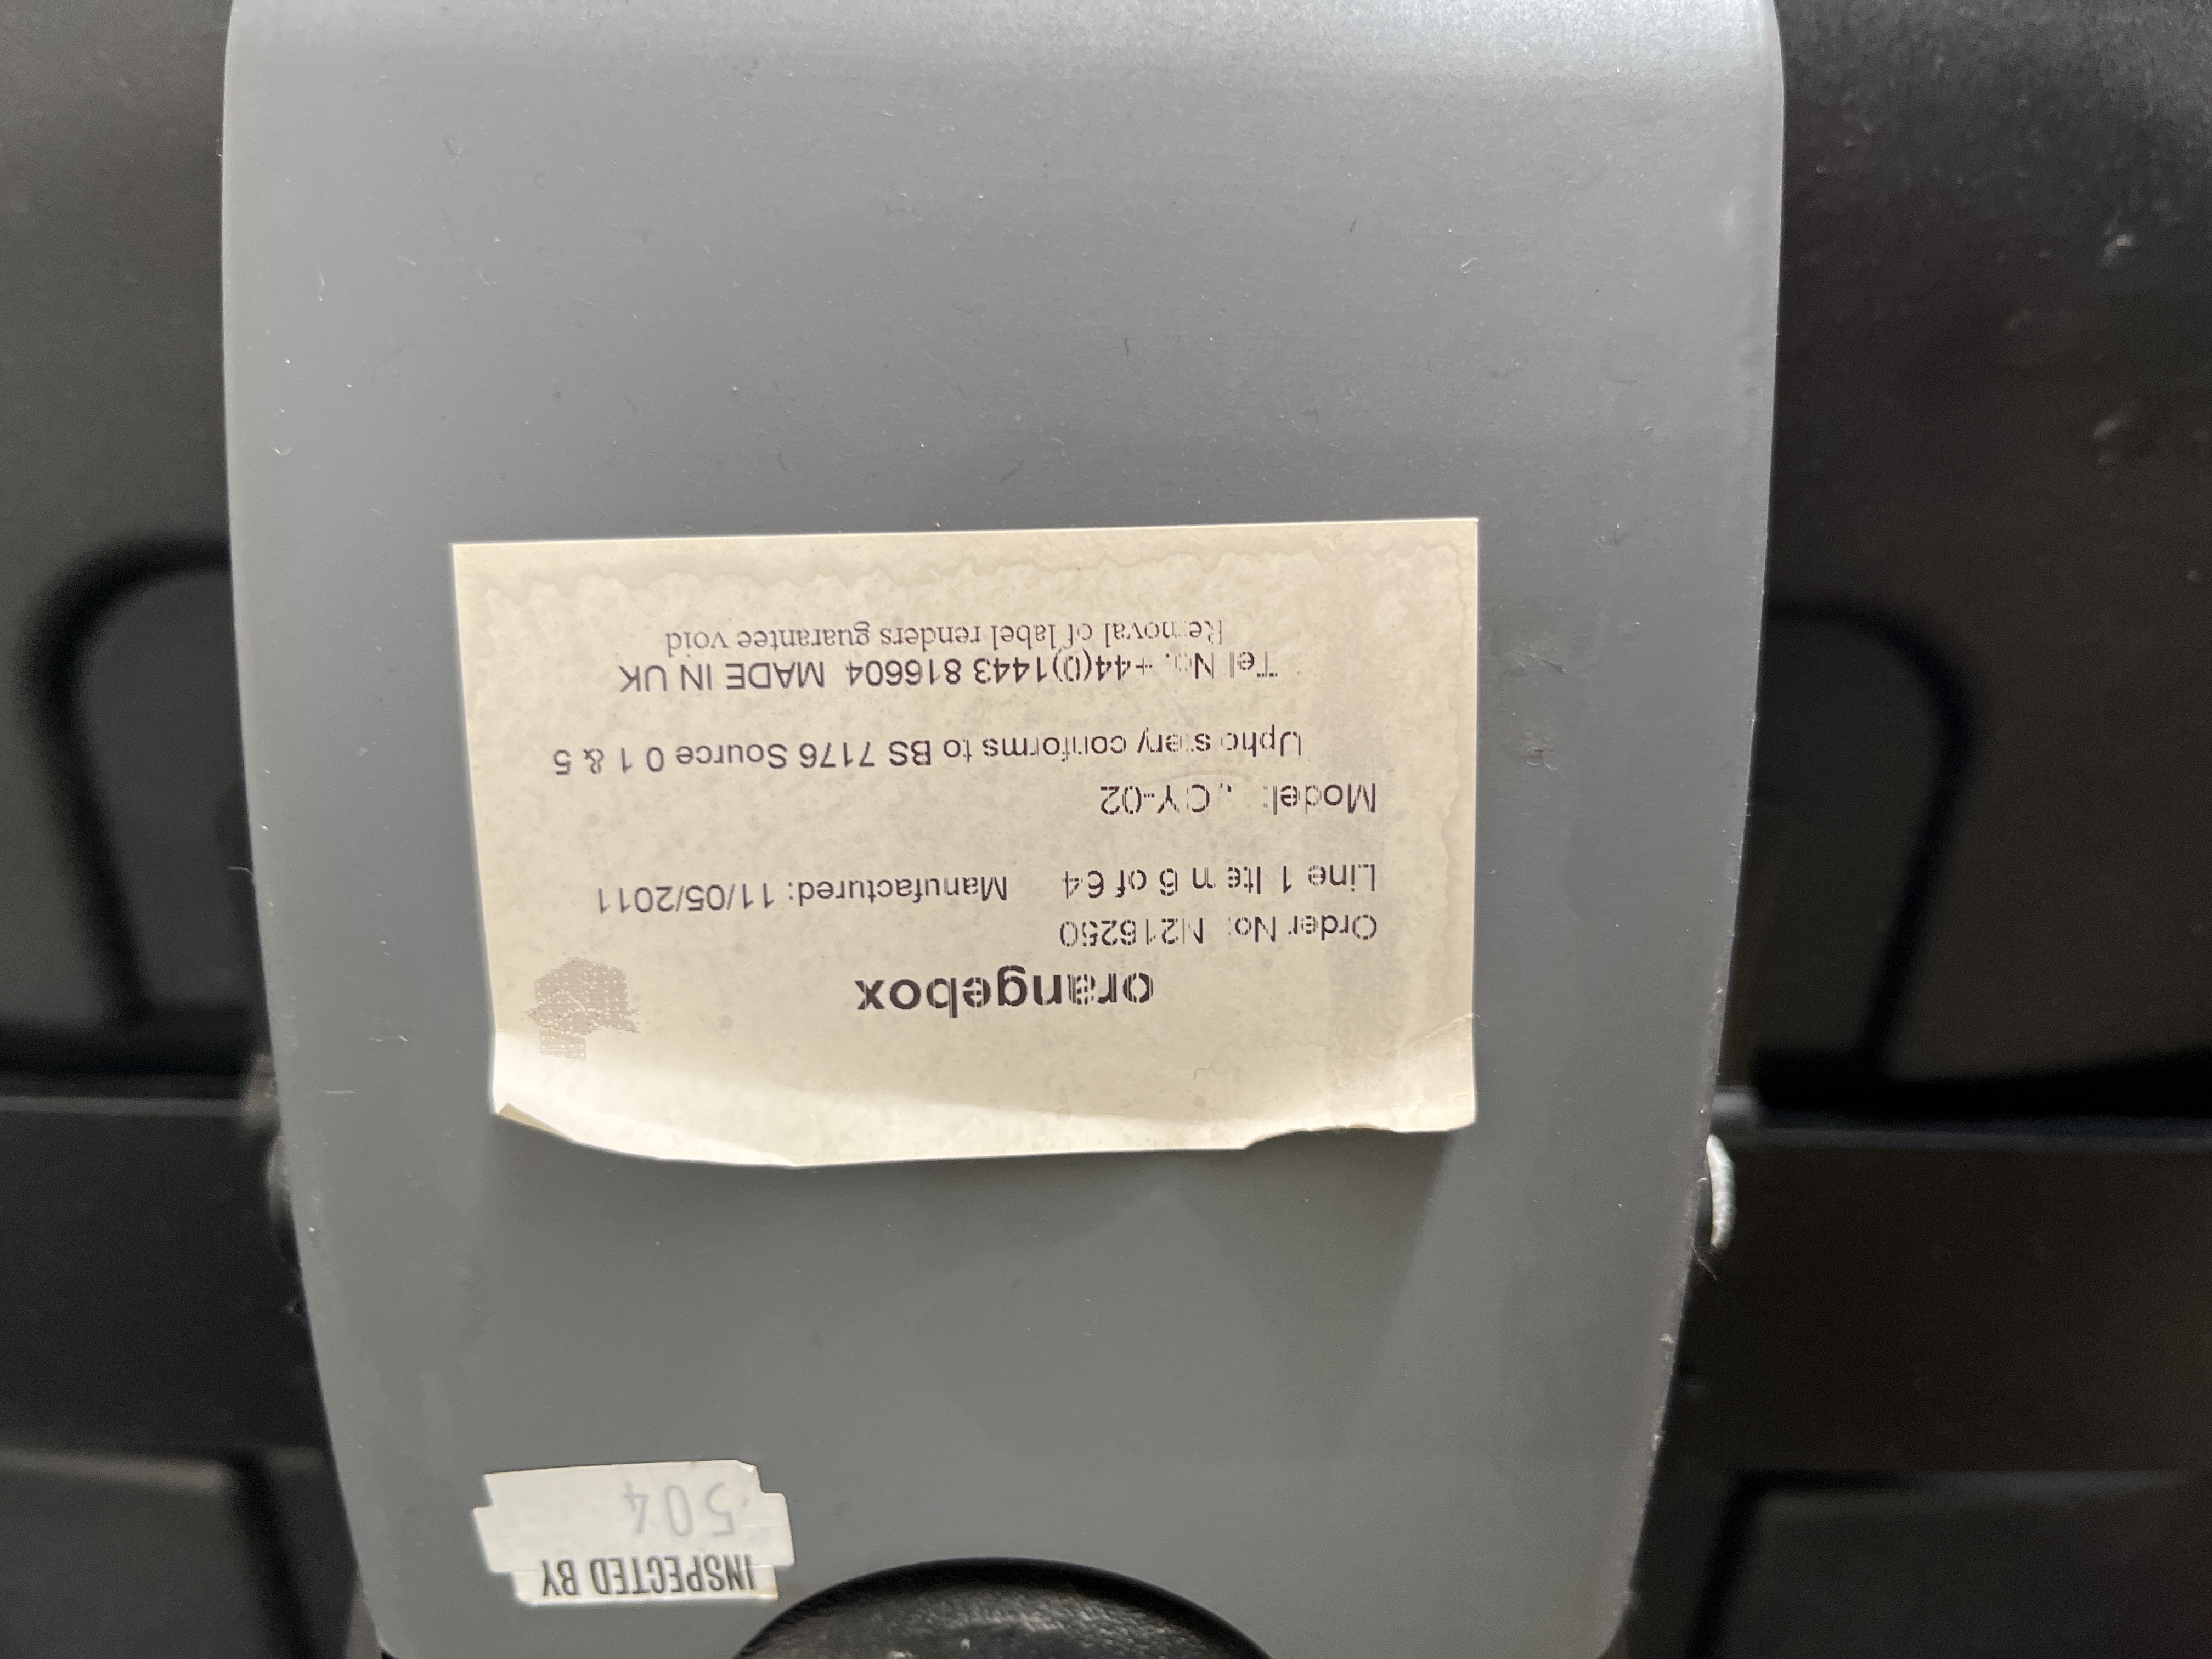 orangebox
Order No: N216250
Line 1 Item 6 of 64 Manufactured: 11/05/2011
Model: CY-02
Upholstery conforms to BS 7176 Source 0 1 & 5
Tel No. +44(0)1443 816604 MADE IN UK
Removal of label renders guarantee void
INSPECTED BY
504